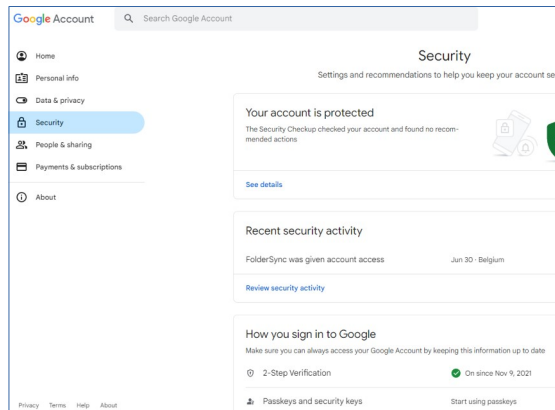 Google Account
Search Google Account
Home
Personal info
Data & privacy
Security
People & sharing
Payments & subscriptions
About
Privacy Terms Help About
Security
Settings and recommendations to help you keep your account se
Your account is protected
The Security Checkup checked your account and found no recom-
mended actions
See details
Recent security activity
FolderSync was given account access Jun 30 · Belgium
Review security activity
How you sign in to Google
Make sure you can always access your Google Account by keeping this information up to date
2-Step Verification On since Nov 9, 2021
Passkeys and security keys Start using passkeys